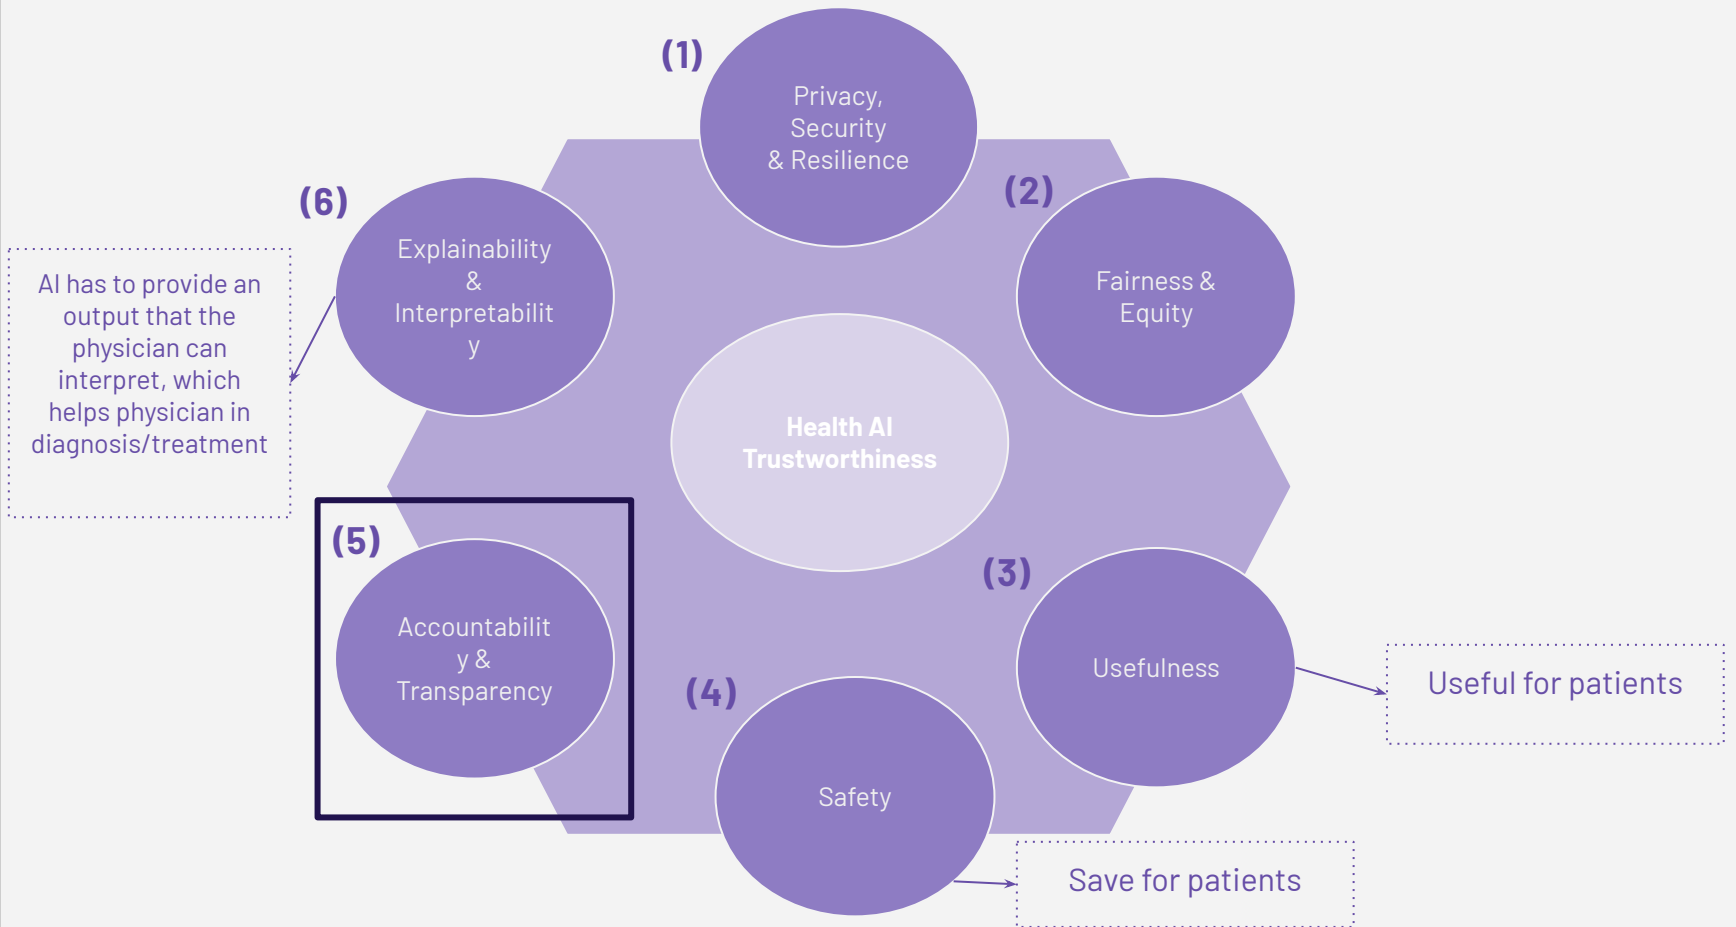 (1)
Privacy,
Security
& Resilience
(2)
Fairness &
Equity
(6)
Explainability
&
Interpretabilit
y
AI has to provide an
output that the
physician can
interpret, which
helps physician in
diagnosis/treatment
Health AI
Trustworthiness
(5)
Accountabilit
y &
Transparency
(3)
Usefulness
Useful for patients
(4)
Safety
Save for patients